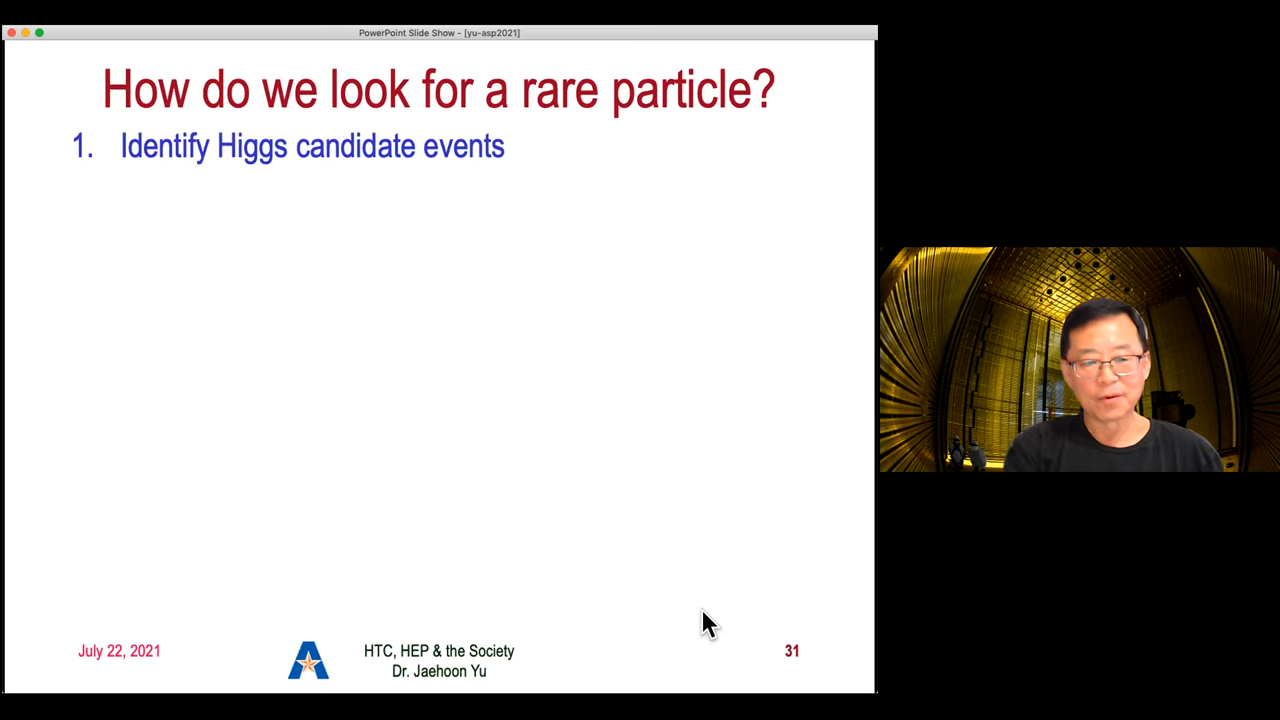 PowerPoint Slide Show - [yu-asp2021]
How do we look for a rare particle?
1. Identify Higgs candidate events
July 22, 2021
HTC, HEP & the Society
Dr. Jaehoon Yu
31